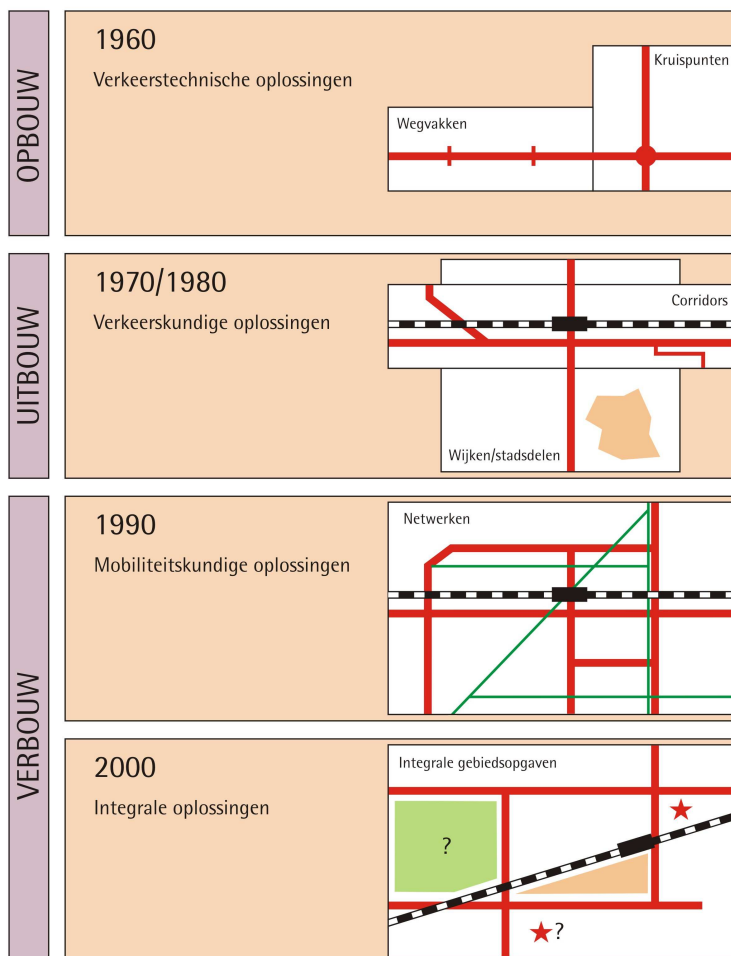 OPBOUW
1960
Verkeerstechnische oplossingen
Kruispunten
Wegvakken
UITBOUW
1970/1980
Verkeerskundige oplossingen
Corridors
Wijken/stadsdelen
VERBOUW
1990
Mobiliteitskundige oplossingen
Netwerken
2000
Integrale oplossingen
Integrale gebiedsopgaven
?
?